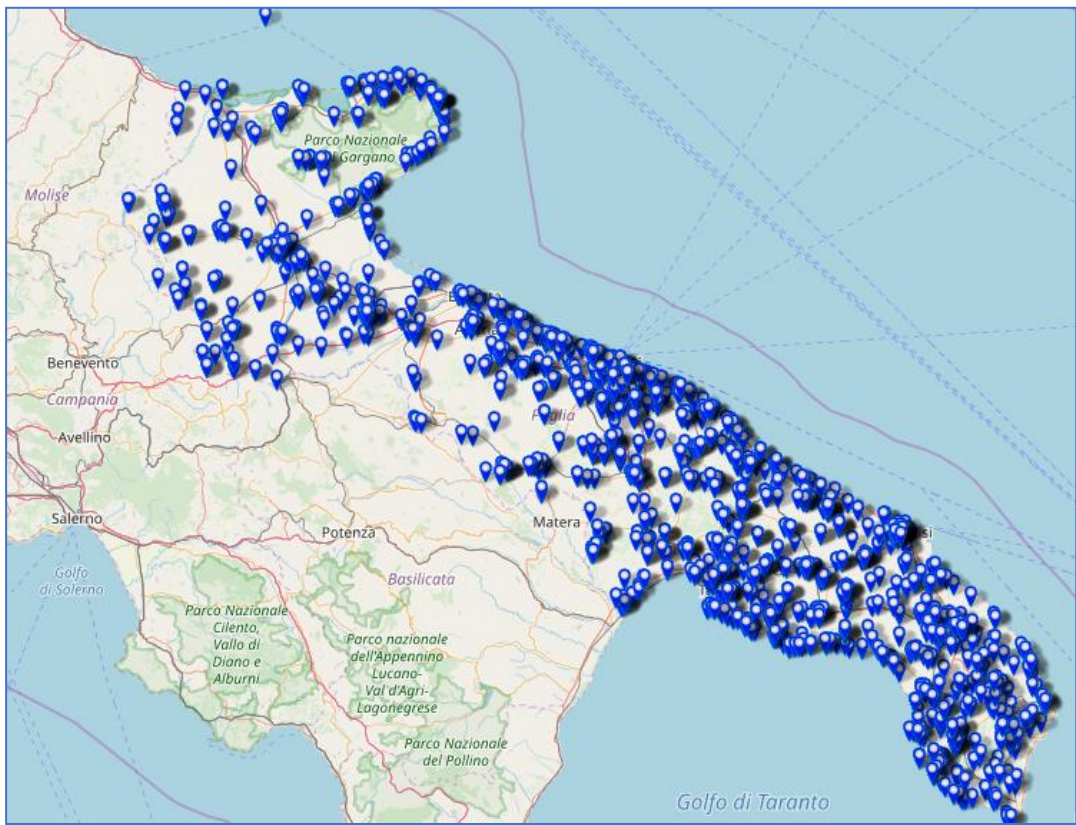 Parco Nazionale
Gargano
Molise
Benevento
Campania
Avellino
Puglia
Salerno
Potenza
Matera
Golfo
di Salerno
Basilicata
Parco Nazionale
Cilento,
Vallo di
Diano e
Alburni
Parco nazionale
dell'Appennino
Lucano-
Val d'Agri-
Lagonegrese
Parco Nazionale
del Pollino
Golfo di Taranto